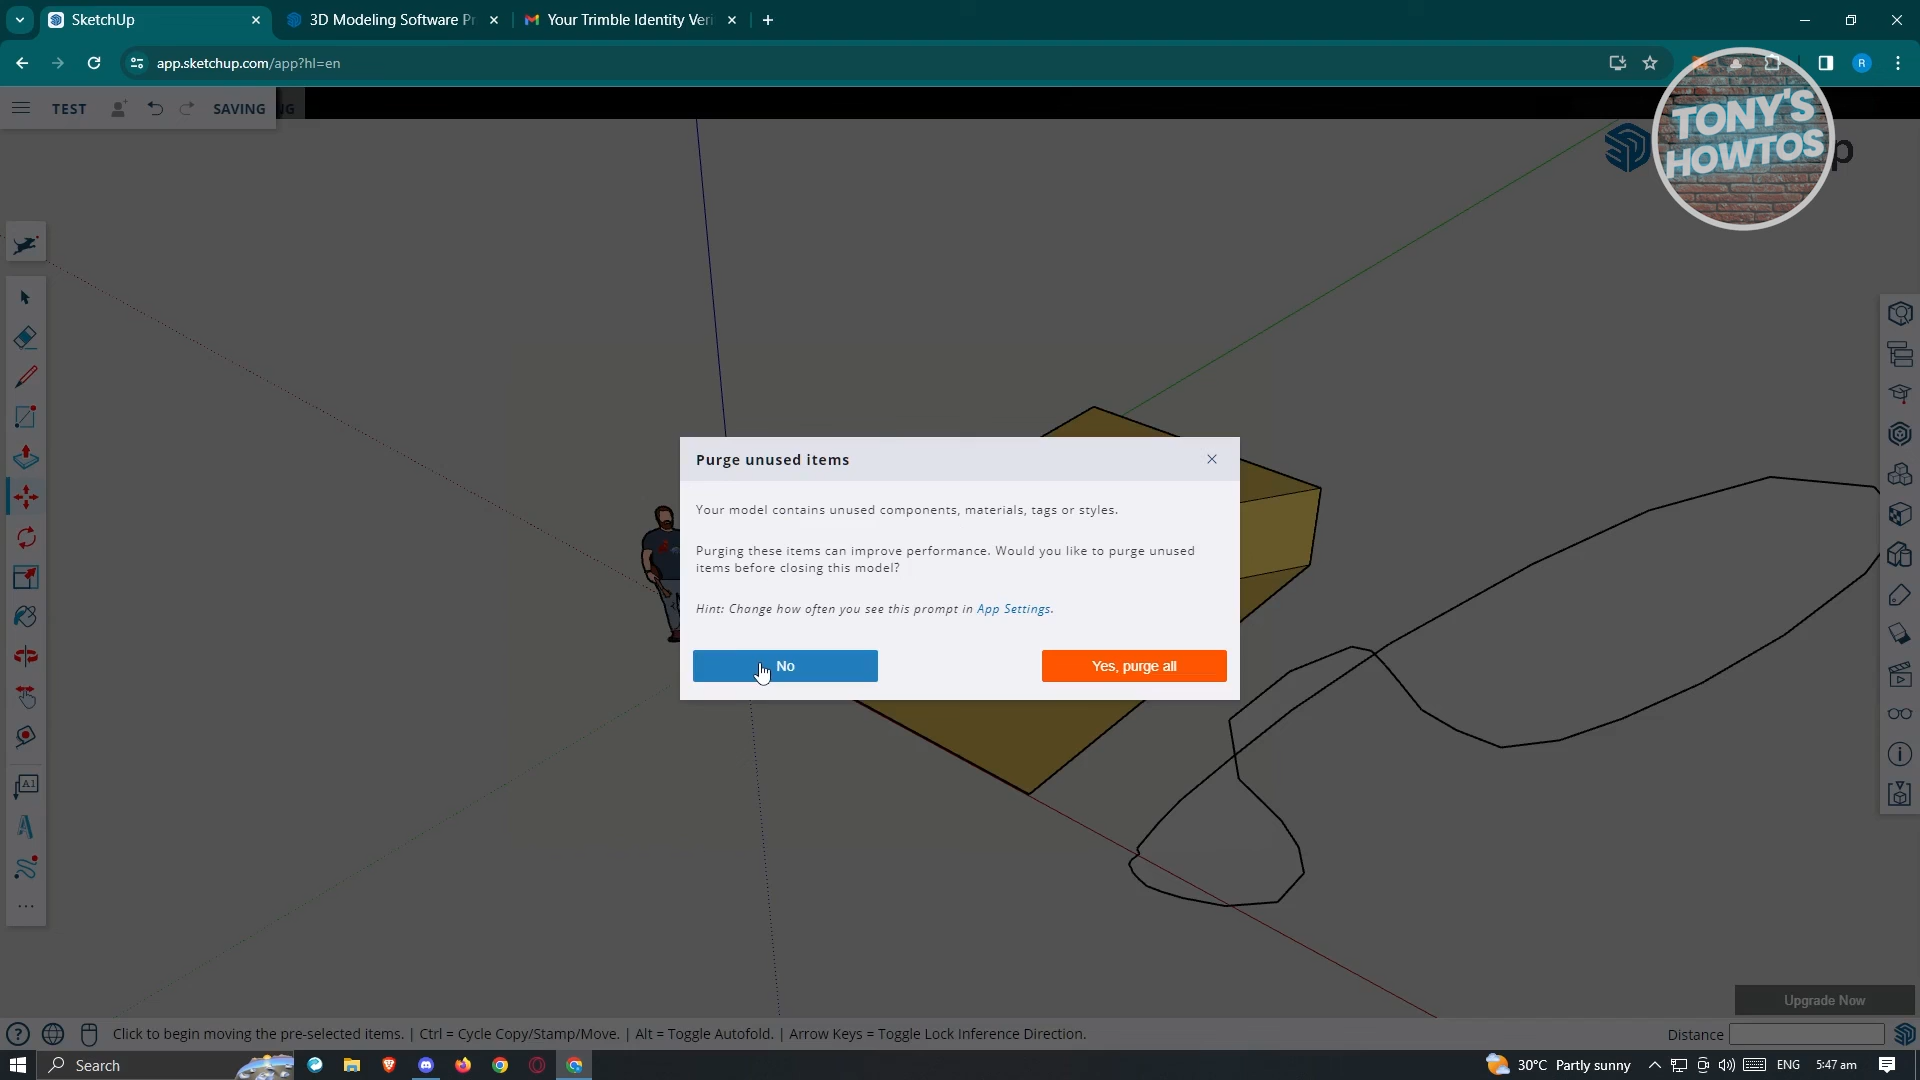 SketchUp
3D Modeling Software Pr
Your Trimble Identity Veri
app.sketchup.com/app?hl=en
R
TEST
SAVING
NG
TONY'S
HOWTOS
p
Purge unused items
Your model contains unused components, materials, tags or styles.
Purging these items can improve performance. Would you like to purge unused
items before closing this model?
Hint: Change how often you see this prompt in App Settings.
No
Yes, purge all
A1
A
Upgrade Now
Click to begin moving the pre-selected items. | Ctrl = Cycle Copy/Stamp/Move. | Alt = Toggle Autofold. | Arrow Keys = Toggle Lock Inference Direction.
Distance
Search
30°C Partly sunny
ENG
5:47 am